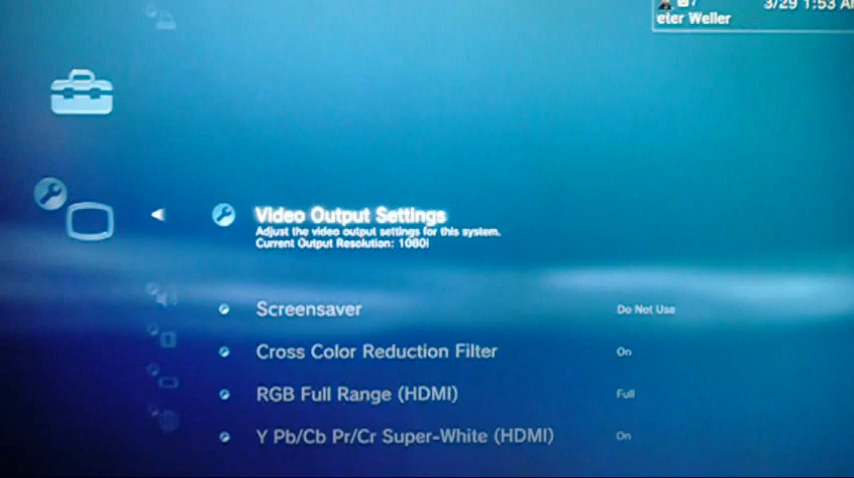 3/29 1:53 AM
eter Weller
Video Output Settings
Adjust the video output settings for this system.
Current Output Resolution: 1080i
Screensaver Do Not Use
Cross Color Reduction Filter On
RGB Full Range (HDMI) Full
Y Pb/Cb Pr/Cr Super-White (HDMI) On